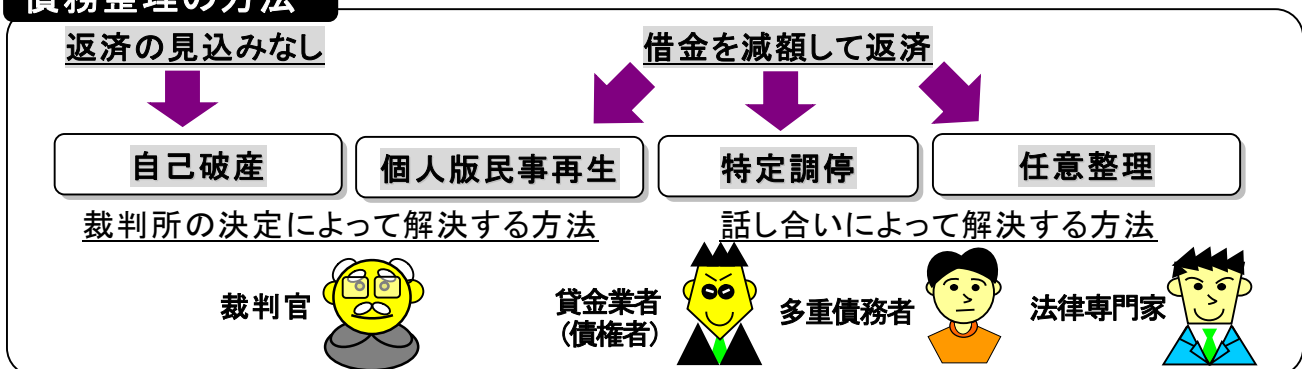 債務整理の方法
返済の見込みなし
借金を減額して返済
自己破産
個人版民事再生
特定調停
任意整理
裁判所の決定によって解決する方法
話し合いによって解決する方法
裁判官
貸金業者
（債権者）
多重債務者
法律専門家